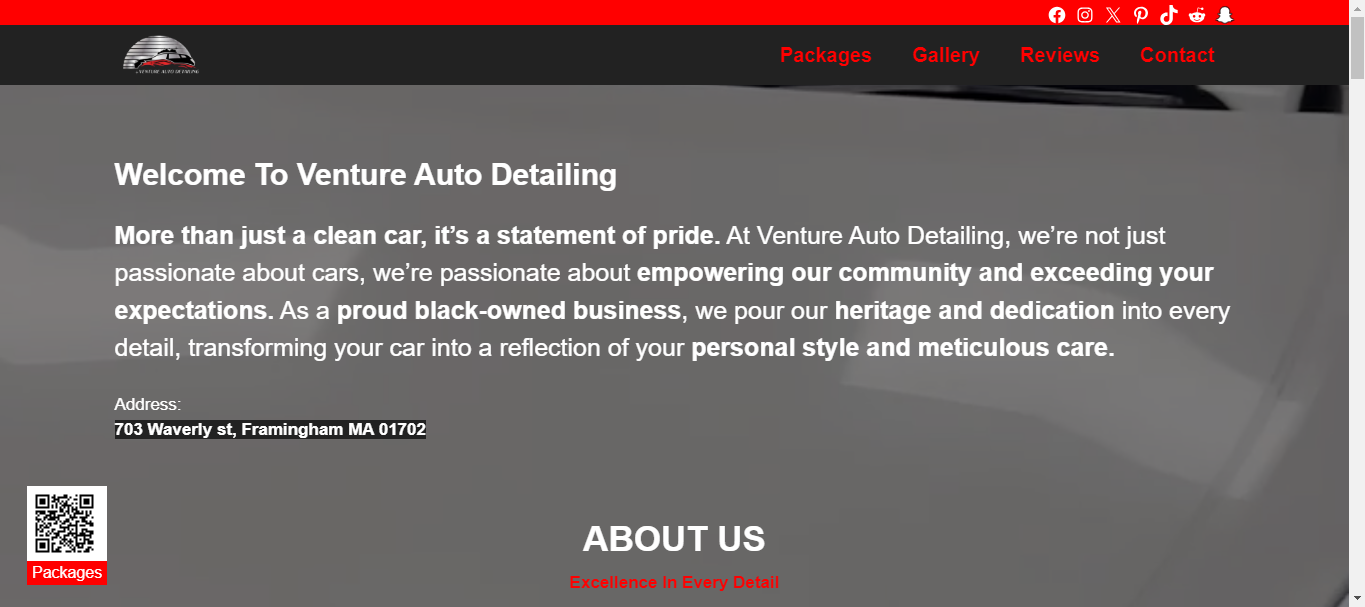 VENTURE AUTO DETAILING
Packages Gallery Reviews Contact
Welcome To Venture Auto Detailing
More than just a clean car, it’s a statement of pride. At Venture Auto Detailing, we’re not just
passionate about cars, we’re passionate about empowering our community and exceeding your
expectations. As a proud black-owned business, we pour our heritage and dedication into every
detail, transforming your car into a reflection of your personal style and meticulous care.
Address:
703 Waverly st, Framingham MA 01702
Packages
ABOUT US
Excellence In Every Detail